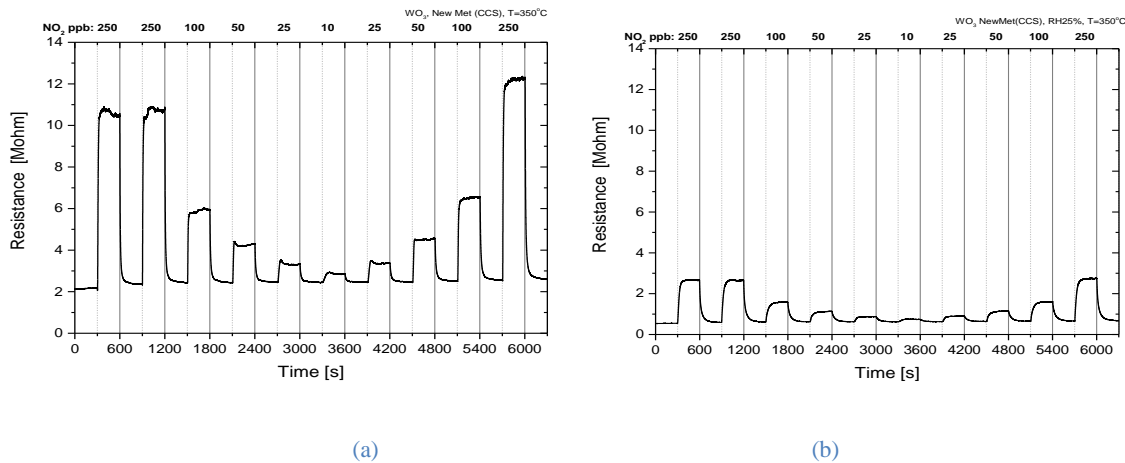 WO3, New Met (CCS), T=350°C
NO2 ppb: 250 250 100 50 25 10 25 50 100 250
14
12
10
8
6
4
2
0
Resistance [Mohm]
0 600 1200 1800 2400 3000 3600 4200 4800 5400 6000
Time [s]
(a)
WO3 NewMet(CCS), RH25%, T=350°C
NO2 ppb: 250 250 100 50 25 10 25 50 100 250
14
12
10
8
6
4
2
0
Resistance [Mohm]
0 600 1200 1800 2400 3000 3600 4200 4800 5400 6000
Time [s]
(b)